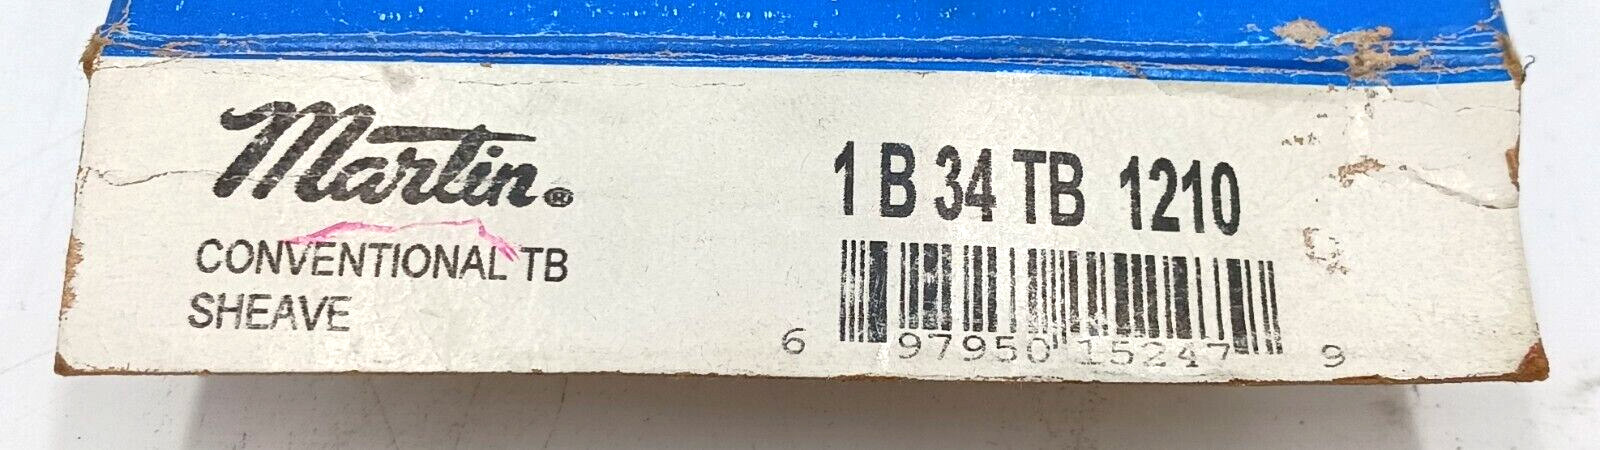 Martin®
CONVENTIONAL TB
SHEAVE
1 B 34 TB 1210
6 97950 15247 9